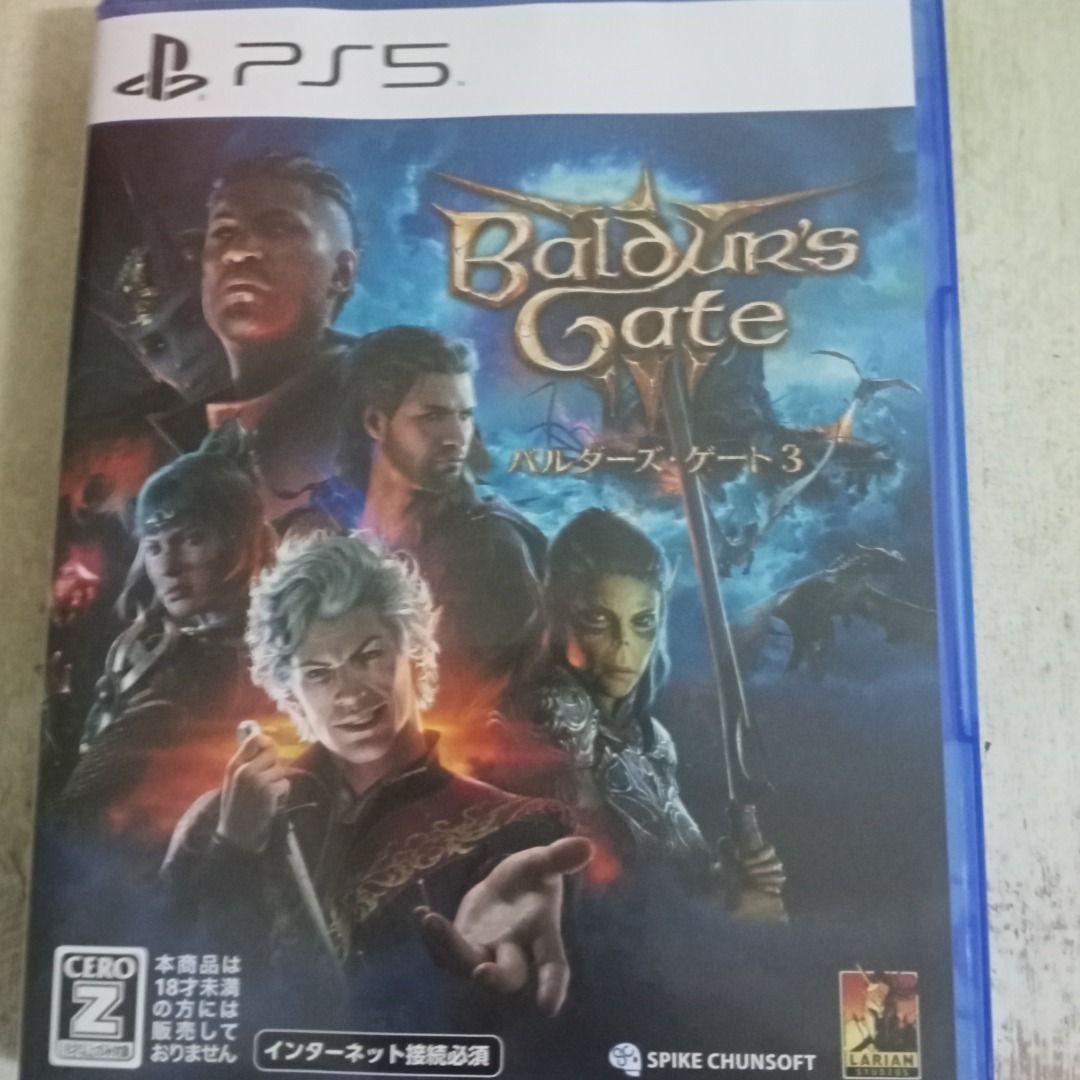 PS5
Baldur's
Gate
III
バルダーズ・ゲート3
CERO
Z
本商品は
18才未満
の方には
販売して
おりません
インターネット接続必須
SPIKE CHUNSOFT
LARIAN
STUDIOS